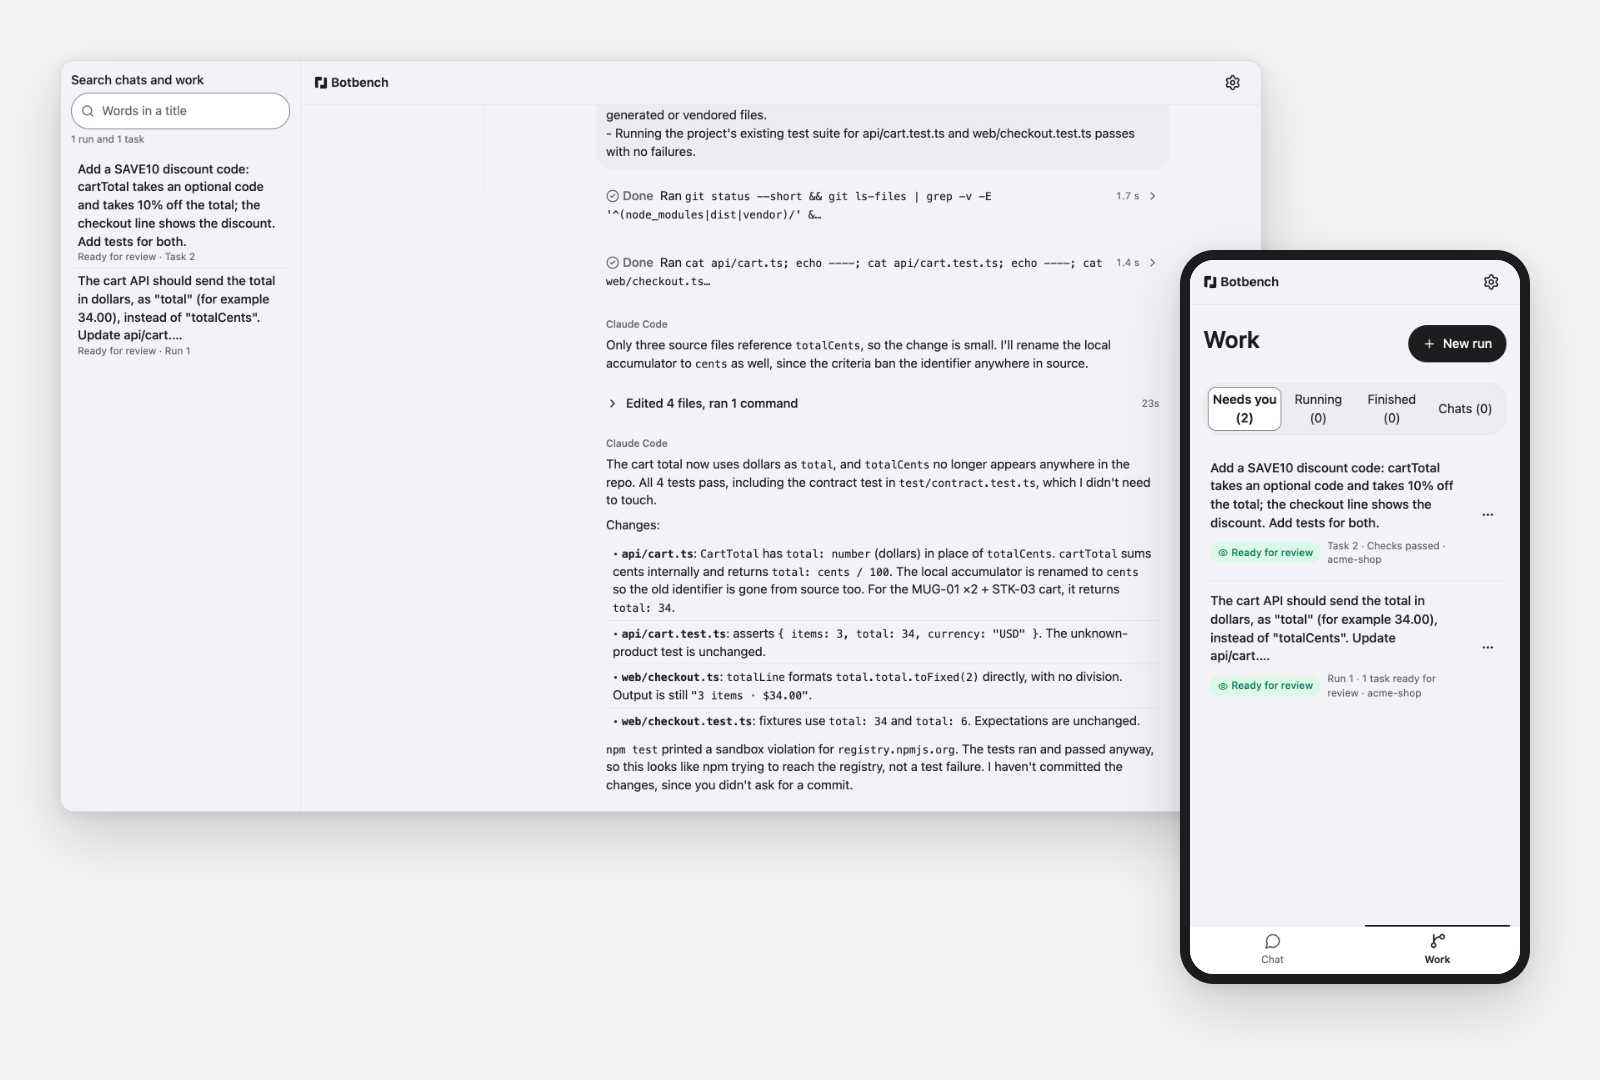 Search chats and work
Words in a title
1 run and 1 task
Add a SAVE10 discount code:
cartTotal takes an optional code
and takes 10% off the total; the
checkout line shows the discount.
Add tests for both.
Ready for review · Task 2
The cart API should send the total
in dollars, as "total" (for example
34.00), instead of "totalCents".
Update api/cart....
Ready for review · Run 1
Botbench
generated or vendored files.
- Running the project's existing test suite for api/cart.test.ts and web/checkout.test.ts passes
with no failures.
Done Ran git status --short && git ls-files | grep -v -E 1.7 s
'^(node_modules|dist|vendor)/' &…
Done Ran cat api/cart.ts; echo ----; cat api/cart.test.ts; echo ----; cat 1.4 s
web/checkout.ts…
Claude Code
Only three source files reference totalCents, so the change is small. I'll rename the local
accumulator to cents as well, since the criteria ban the identifier anywhere in source.
Edited 4 files, ran 1 command 23s
Claude Code
The cart total now uses dollars as total, and totalCents no longer appears anywhere in the
repo. All 4 tests pass, including the contract test in test/contract.test.ts, which I didn't need
to touch.
Changes:
• api/cart.ts: CartTotal has total: number (dollars) in place of totalCents. cartTotal sums
cents internally and returns total: cents / 100. The local accumulator is renamed to cents
so the old identifier is gone from source too. For the MUG-01 ×2 + STK-03 cart, it returns
total: 34.
• api/cart.test.ts: asserts { items: 3, total: 34, currency: "USD" }. The unknown-
product test is unchanged.
• web/checkout.ts: totalLine formats total.total.toFixed(2) directly, with no division.
Output is still "3 items · $34.00".
• web/checkout.test.ts: fixtures use total: 34 and total: 6. Expectations are unchanged.
npm test printed a sandbox violation for registry.npmjs.org. The tests ran and passed anyway,
so this looks like npm trying to reach the registry, not a test failure. I haven't committed the
changes, since you didn't ask for a commit.
Botbench
Work
New run
Needs you
(2)
Running
(0)
Finished
(0)
Chats (0)
Add a SAVE10 discount code: cartTotal
takes an optional code and takes 10% off
the total; the checkout line shows the
discount. Add tests for both.
Ready for review
Task 2 · Checks passed ·
acme-shop
The cart API should send the total in
dollars, as "total" (for example 34.00),
instead of "totalCents". Update
api/cart....
Ready for review
Run 1 · 1 task ready for
review · acme-shop
Chat
Work